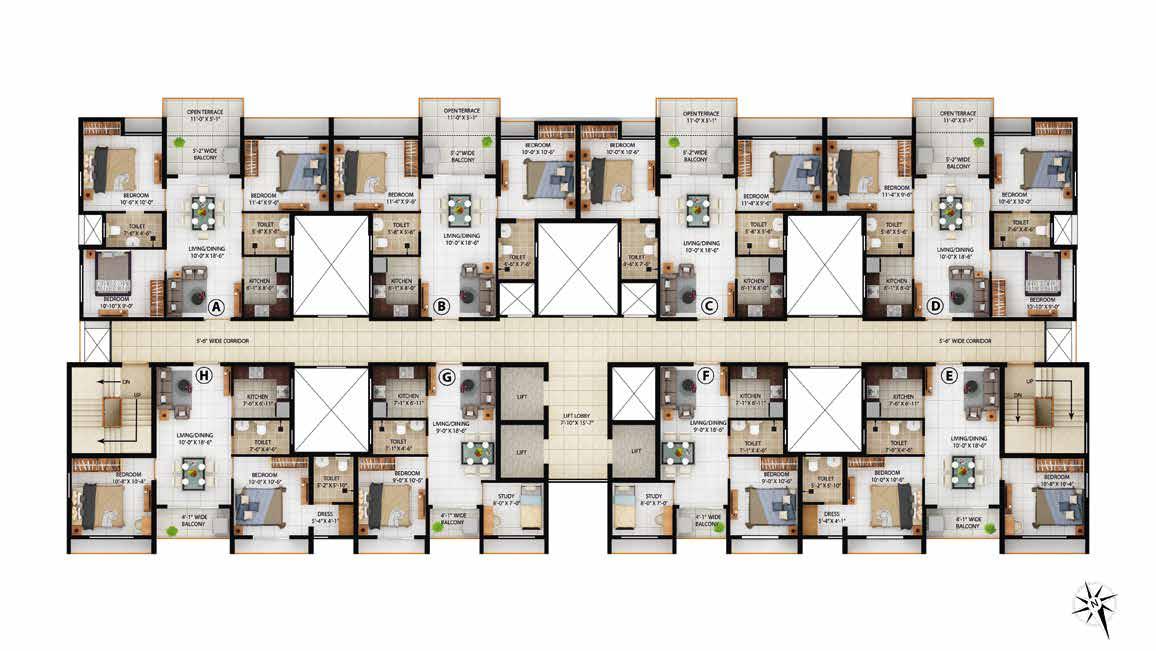 OPEN TERRACE
11'-0" X 5'-1"
5'-2" WIDE
BALCONY
BEDROOM
10'-6" X 10'-0"
BEDROOM
11'-4" X 9'-6"
TOILET
7'-6" X 4'-6"
TOILET
5'-8" X 5'-6"
LIVING/DINING
10'-0" X 18'-6"
KITCHEN
6'-1" X 8'-0"
BEDROOM
10'-10" X 9'-0"
A
OPEN TERRACE
11'-0" X 5'-1"
5'-2" WIDE
BALCONY
BEDROOM
11'-4" X 9'-6"
BEDROOM
10'-0" X 10'-6"
TOILET
5'-8" X 5'-6"
LIVING/DINING
10'-0" X 18'-6"
TOILET
4'-6" X 7'-6"
KITCHEN
6'-1" X 8'-0"
B
OPEN TERRACE
11'-0" X 5'-1"
5'-2" WIDE
BALCONY
BEDROOM
10'-0" X 10'-6"
BEDROOM
11'-4" X 9'-6"
TOILET
5'-8" X 5'-6"
LIVING/DINING
10'-0" X 18'-6"
TOILET
4'-6" X 7'-6"
KITCHEN
6'-1" X 8'-0"
C
OPEN TERRACE
11'-0" X 5'-1"
5'-2" WIDE
BALCONY
BEDROOM
11'-4" X 9'-6"
BEDROOM
10'-6" X 10'-0"
TOILET
5'-8" X 5'-6"
TOILET
7'-6" X 4'-6"
LIVING/DINING
10'-0" X 18'-6"
KITCHEN
6'-1" X 8'-0"
BEDROOM
10'-10" X 9'-0"
D
5'-6" WIDE CORRIDOR
5'-6" WIDE CORRIDOR
DN
UP
H
KITCHEN
7'-6" X 6'-11"
LIVING/DINING
10'-0" X 18'-6"
TOILET
7'-0" X 4'-6"
BEDROOM
10'-8" X 10'-4"
BEDROOM
10'-0" X 10'-6"
4'-1" WIDE
BALCONY
TOILET
5'-2" X 5'-10"
DRESS
5'-4" X 4'-1"
G
KITCHEN
7'-1" X 6'-11"
LIVING/DINING
9'-0" X 18'-6"
TOILET
7'-1" X 4'-6"
BEDROOM
9'-0" X 10'-0"
4'-1" WIDE
BALCONY
STUDY
8'-0" X 7'-0"
LIFT
LIFT
LIFT LOBBY
7'-10" X 15'-7"
LIFT
F
KITCHEN
7'-1" X 6'-11"
LIVING/DINING
9'-0" X 18'-6"
TOILET
7'-1" X 4'-6"
BEDROOM
9'-0" X 10'-6"
STUDY
8'-0" X 7'-0"
4'-1" WIDE
BALCONY
TOILET
5'-2" X 5'-10"
DRESS
5'-4" X 4'-1"
E
KITCHEN
7'-6" X 6'-11"
LIVING/DINING
10'-0" X 18'-6"
TOILET
7'-0" X 4'-6"
BEDROOM
10'-0" X 10'-6"
BEDROOM
10'-8" X 10'-4"
4'-1" WIDE
BALCONY
UP
DN
N